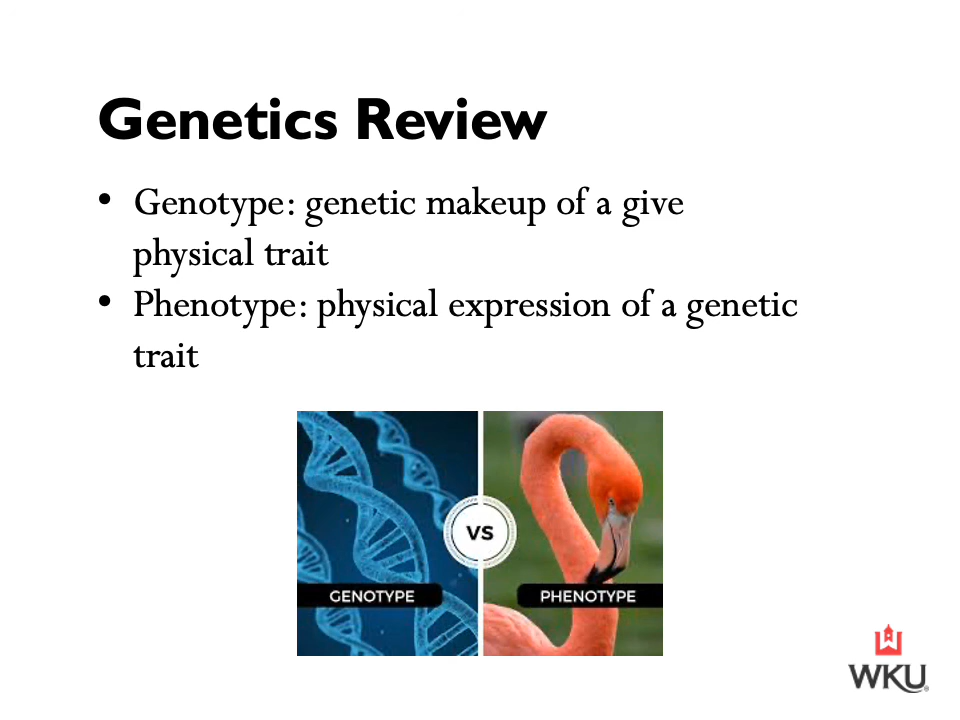 Genetics Review
• Genotype: genetic makeup of a give
physical trait
• Phenotype: physical expression of a genetic
trait
VS
GENOTYPE
PHENOTYPE
WKU®